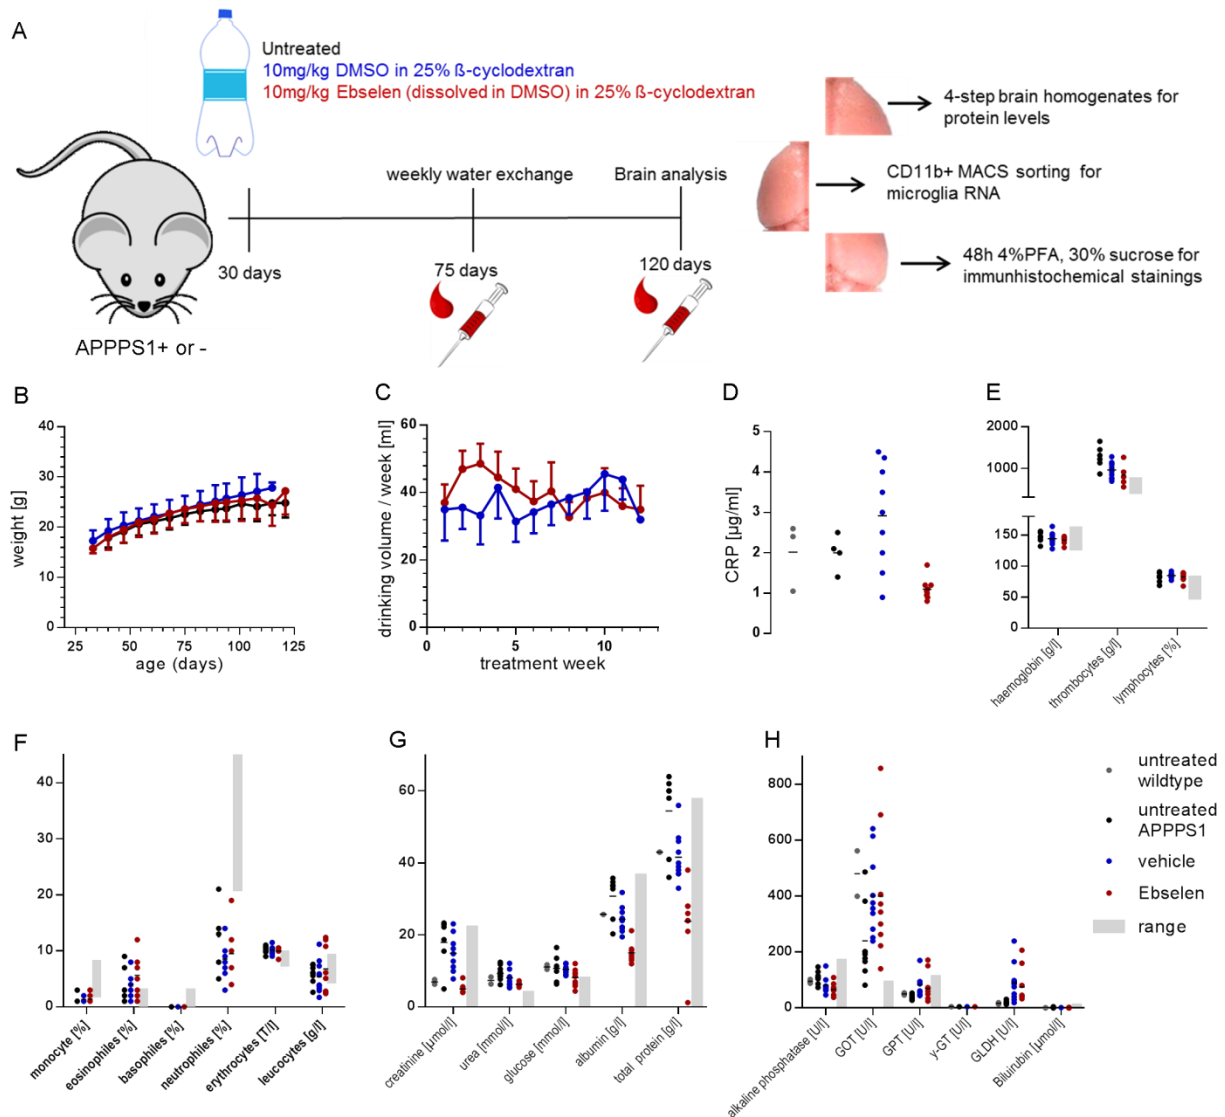 A
Untreated
10mg/kg DMSO in 25% ß-cyclodextran
10mg/kg Ebselen (dissolved in DMSO) in 25% ß-cyclodextran
4-step brain homogenates for
protein levels
weekly water exchange
Brain analysis
CD11b+ MACS sorting for
microglia RNA
30 days
75 days
120 days
48h 4%PFA, 30% sucrose for
immunhistochemical stainings
APPPS1+ or -
B
weight [g]
40
30
20
10
0
25
50
75
100
125
age (days)
C
drinking volume / week [ml]
60
40
20
0
0
5
10
treatment week
D
CRP [µg/ml]
5
4
3
2
1
0
E
2000
1000
150
100
50
0
haemoglobin [g/l]
thrombocytes [g/l]
lymphocytes [%]
F
40
30
20
10
0
monocyte [%]
eosinophiles [%]
basophiles [%]
neutrophiles [%]
erythrocytes [T/l]
leucocytes [g/l]
G
60
40
20
0
creatinine [µmol/l]
urea [mmol/l]
glucose [mmol/l]
albumin [g/l]
total protein [g/l]
H
800
600
400
200
0
alkaline phosphatase [U/l]
GOT [U/l]
GPT [U/l]
y-GT [U/l]
GLDH [U/l]
Biluirubin [µmol/l]
untreated
wildtype
untreated
APPPS1
vehicle
Ebselen
range